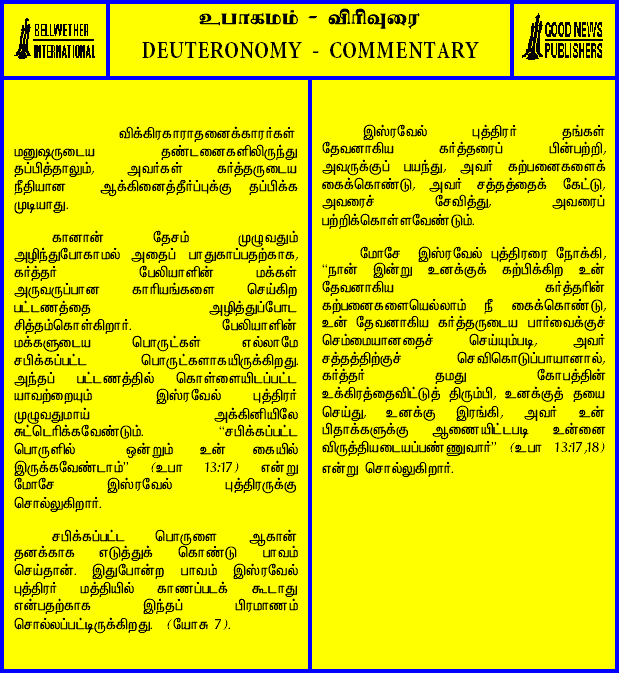 BELLWETHER
INTERNATIONAL
உபாகமம் - விரிவுரை
DEUTERONOMY - COMMENTARY
GOOD NEWS
PUBLISHERS
விக்கிரகாராதனைக்காரர்கள்
மனுஷருடைய தண்டனைகளிலிருந்து
தப்பித்தாலும், அவர்கள் கர்த்தருடைய
நீதியான ஆக்கினைத்தீர்ப்புக்கு தப்பிக்க
முடியாது.
கானான் தேசம் முழுவதும்
அழிந்துபோகாமல் அதைப் பாதுகாப்பதற்காக,
கர்த்தர் பேலியாளின் மக்கள்
அருவருப்பான காரியங்களை செய்கிற
பட்டணத்தை அழித்துப்போட
சித்தம்கொள்கிறார். பேலியாளின்
மக்களுடைய பொருட்கள் எல்லாமே
சபிக்கப்பட்ட பொருட்களாகயிருக்கிறது.
அந்தப் பட்டணத்தில் கொள்ளையிடப்பட்ட
யாவற்றையும் இஸ்ரவேல் புத்திரர்
முழுவதுமாய் அக்கினியிலே
சுட்டெரிக்கவேண்டும். "சபிக்கப்பட்ட
பொருளில் ஒன்றும் உன் கையில்
இருக்கவேண்டாம்" (உபா 13:17) என்று
மோசே இஸ்ரவேல் புத்திரருக்கு
சொல்லுகிறார்.
சபிக்கப்பட்ட பொருளை ஆகான்
தனக்காக எடுத்துக் கொண்டு பாவம்
செய்தான். இதுபோன்ற பாவம் இஸ்ரவேல்
புத்திரர் மத்தியில் காணப்படக் கூடாது
என்பதற்காக இந்தப் பிரமாணம்
சொல்லப்பட்டிருக்கிறது. (யோசு 7).
இஸ்ரவேல் புத்திரர் தங்கள்
தேவனாகிய கர்த்தரைப் பின்பற்றி,
அவருக்குப் பயந்து, அவர் கற்பனைகளைக்
கைக்கொண்டு, அவர் சத்தத்தைக் கேட்டு,
அவரைச் சேவித்து, அவரைப்
பற்றிக்கொள்ளவேண்டும்.
மோசே இஸ்ரவேல் புத்திரரை நோக்கி,
"நான் இன்று உனக்குக் கற்பிக்கிற உன்
தேவனாகிய கர்த்தரின்
கற்பனைகளையெல்லாம் நீ கைக்கொண்டு,
உன் தேவனாகிய கர்த்தருடைய பார்வைக்குச்
செம்மையானதைச் செய்யும்படி, அவர்
சத்தத்திற்குச் செவிகொடுப்பாயானால்,
கர்த்தர் தமது கோபத்தின்
உக்கிரத்தைவிட்டுத் திரும்பி, உனக்குத் தயை
செய்து, உனக்கு இரங்கி, அவர் உன்
பிதாக்களுக்கு ஆணையிட்டபடி உன்னை
விருத்தியடையப்பண்ணுவார்" (உபா 13:17,18)
என்று சொல்லுகிறார்.